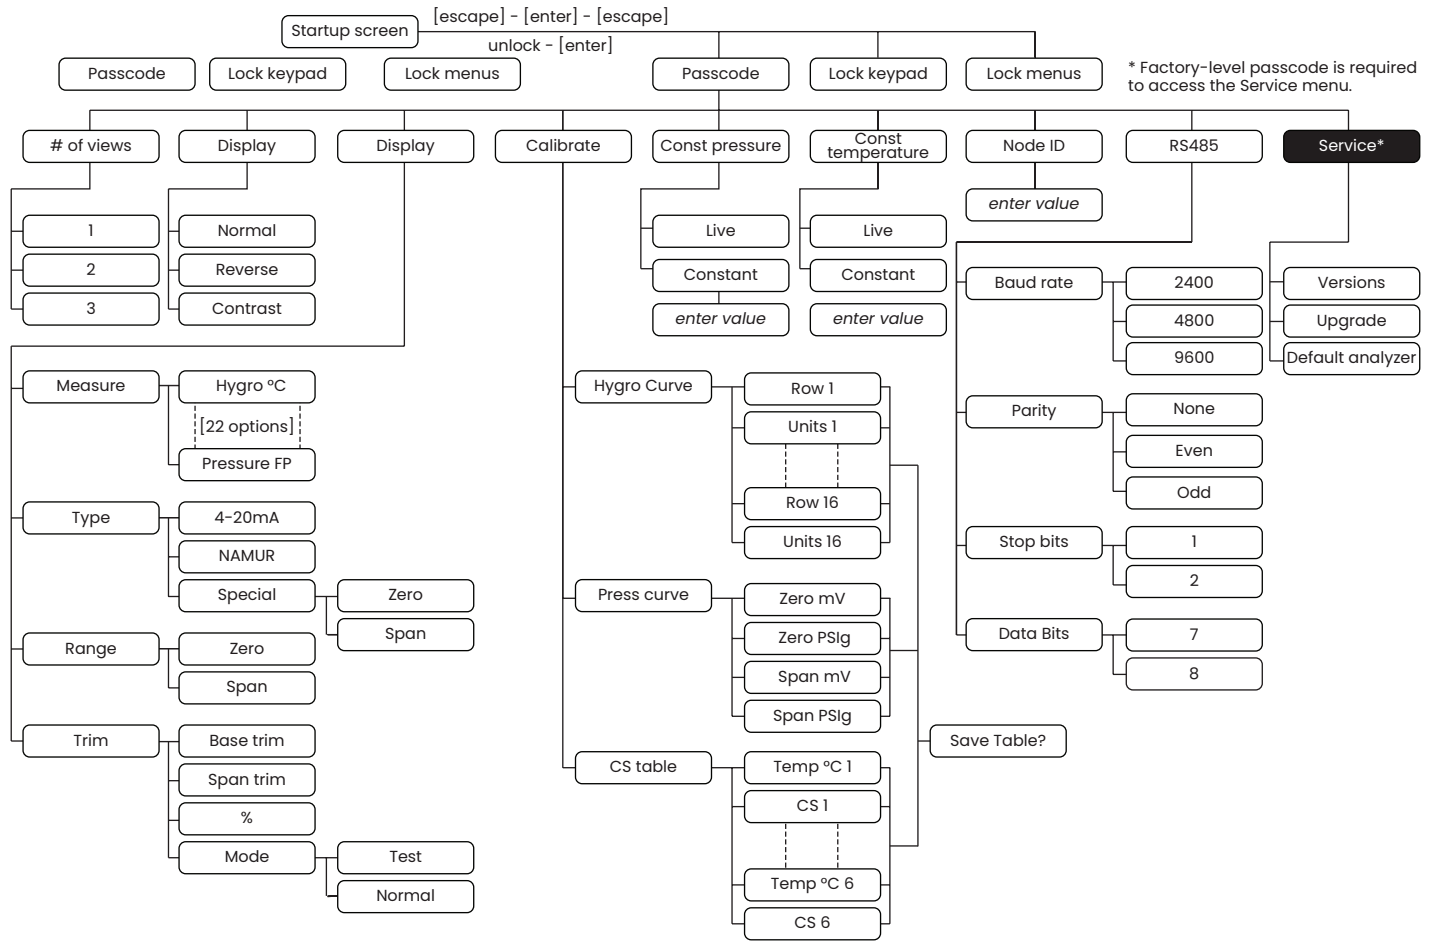 [escape] - [enter] - [escape]
Startup screen
unlock - [enter]
Passcode
Lock keypad
Lock menus
Passcode
Lock keypad
Lock menus
* Factory-level passcode is required
to access the Service menu.
# of views
Display
Display
Calibrate
Const pressure
Const
temperature
Node ID
RS485
Service*
1
2
3
Normal
Reverse
Contrast
Live
Constant
enter value
Live
Constant
enter value
enter value
Baud rate
2400
4800
9600
Parity
None
Even
Odd
Stop bits
1
2
Data Bits
7
8
Versions
Upgrade
Default analyzer
Measure
Hygro °C
[22 options]
Pressure FP
Type
4-20mA
NAMUR
Special
Zero
Span
Range
Zero
Span
Trim
Base trim
Span trim
%
Mode
Test
Normal
Hygro Curve
Row 1
Units 1
Row 16
Units 16
Press curve
Zero mV
Zero PSIg
Span mV
Span PSIg
CS table
Temp °C 1
CS 1
Temp °C 6
CS 6
Save Table?